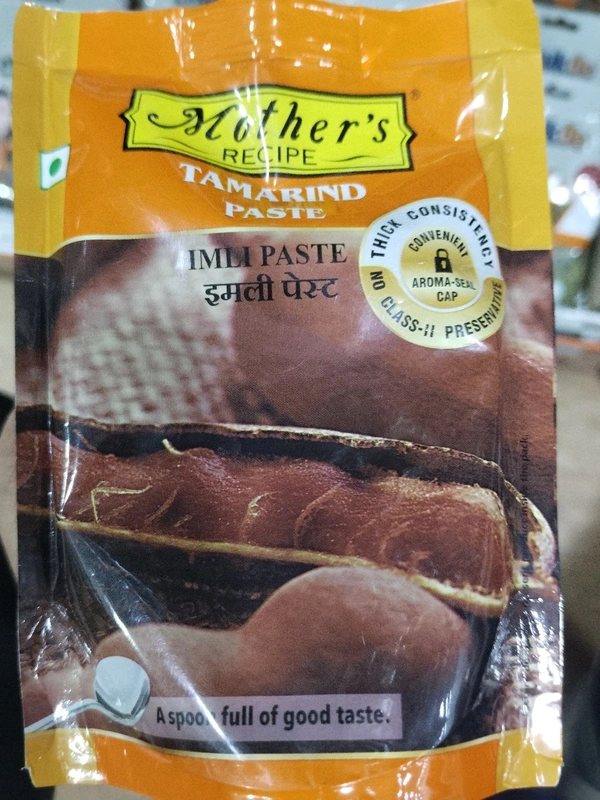 Mother's
®
RECIPE
TAMARIND
PASTE
IMLI PASTE
इमली पेस्ट
THICK CONSISTENCY
CONVENIENT
AROMA-SEAL
CAP
NO CLASS-II PRESERVATIVE
A spoon full of good taste.